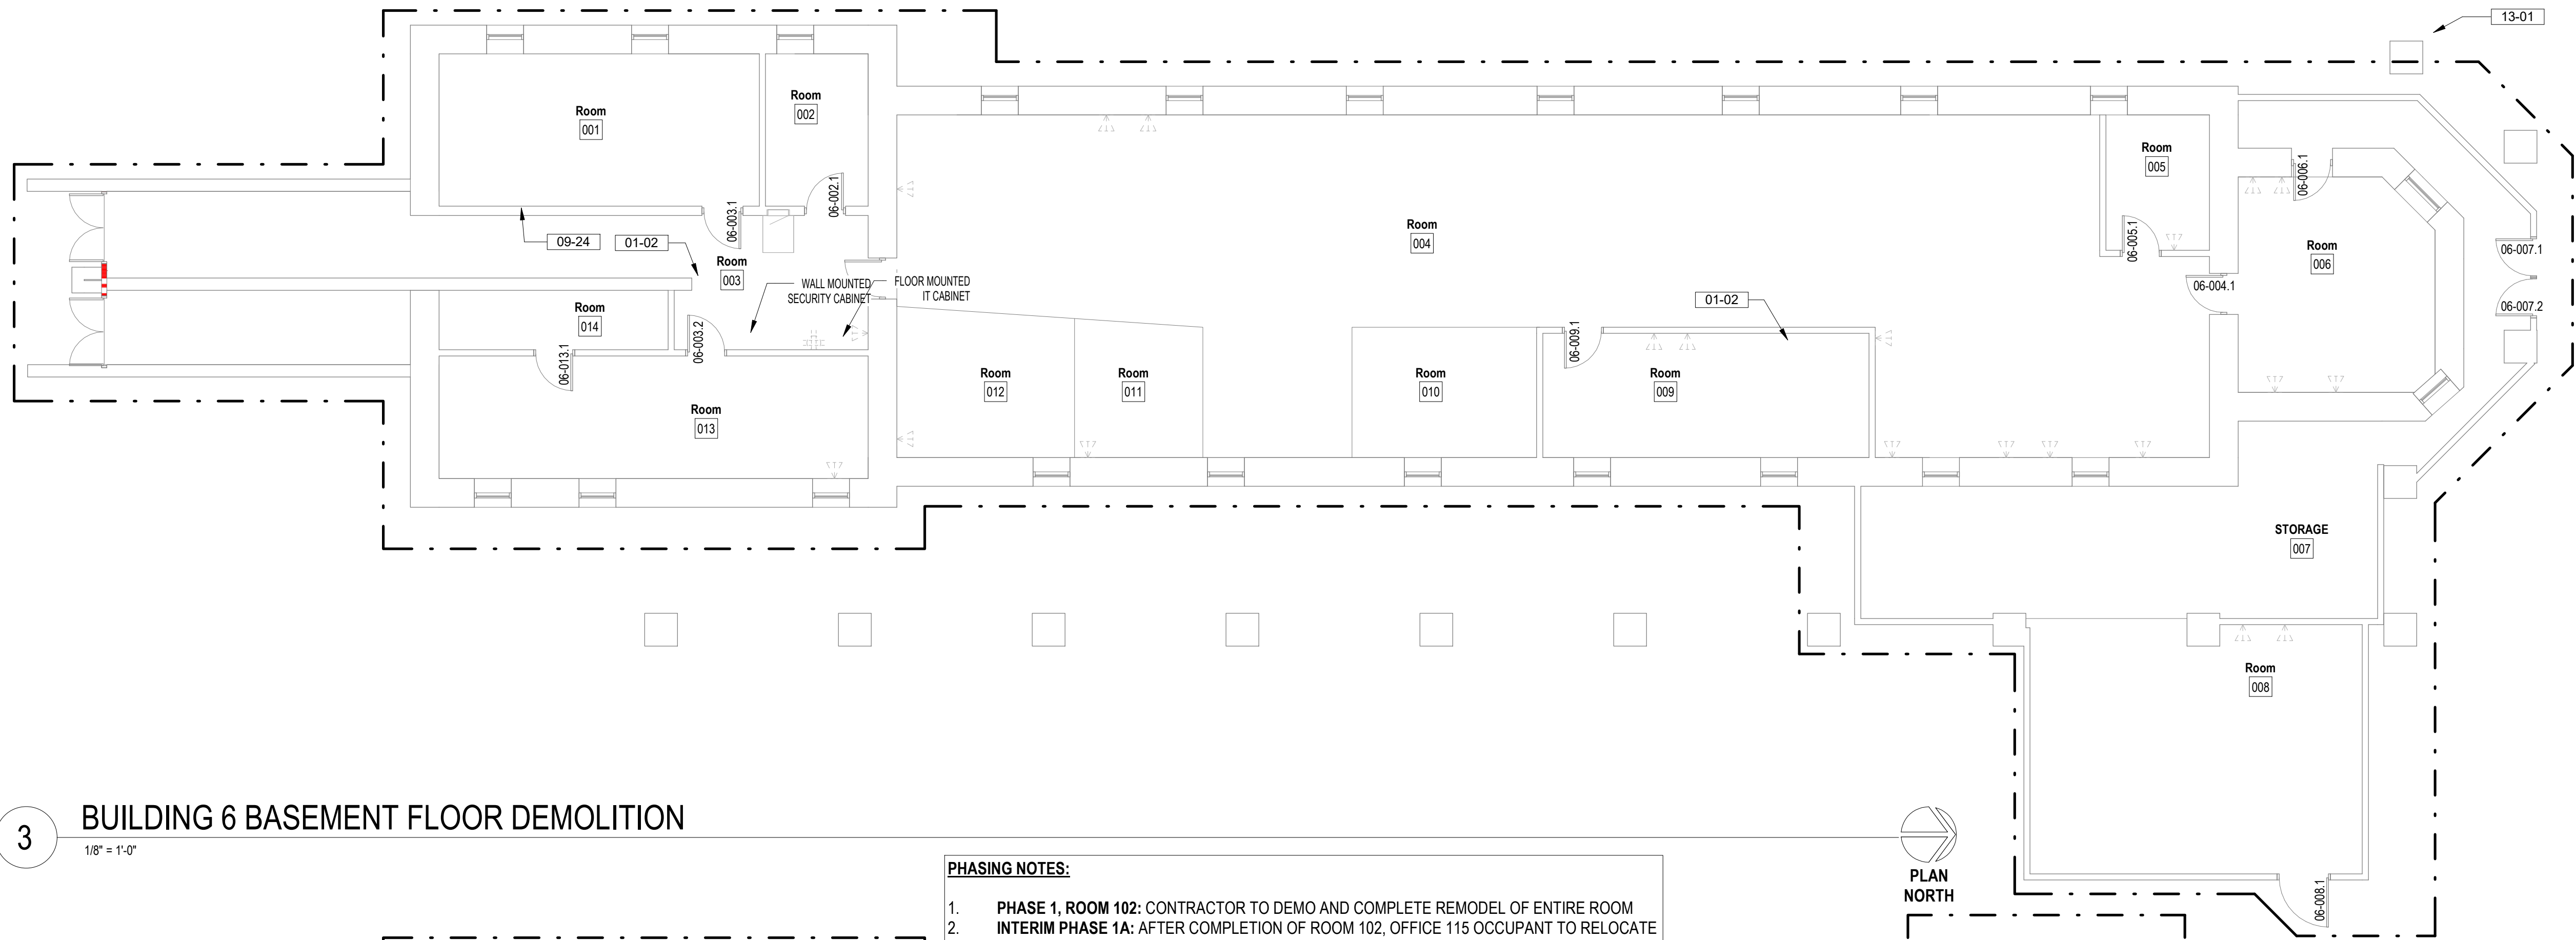 13-01
Room
001
Room
002
Room
005
Room
004
Room
006
06-002.1
06-003.1
06-005.1
06-006.1
06-007.1
06-007.2
06-004.1
09-24
01-02
Room
003
WALL MOUNTED
SECURITY CABINET
FLOOR MOUNTED
IT CABINET
01-02
Room
014
06-003.2
06-013.1
06-009.1
Room
012
Room
011
Room
010
Room
009
Room
013
STORAGE
007
Room
008
06-008.1
3
BUILDING 6 BASEMENT FLOOR DEMOLITION
1/8" = 1'-0"
PLAN
NORTH
PHASING NOTES:
1. PHASE 1, ROOM 102: CONTRACTOR TO DEMO AND COMPLETE REMODEL OF ENTIRE ROOM
2. INTERIM PHASE 1A: AFTER COMPLETION OF ROOM 102, OFFICE 115 OCCUPANT TO RELOCATE